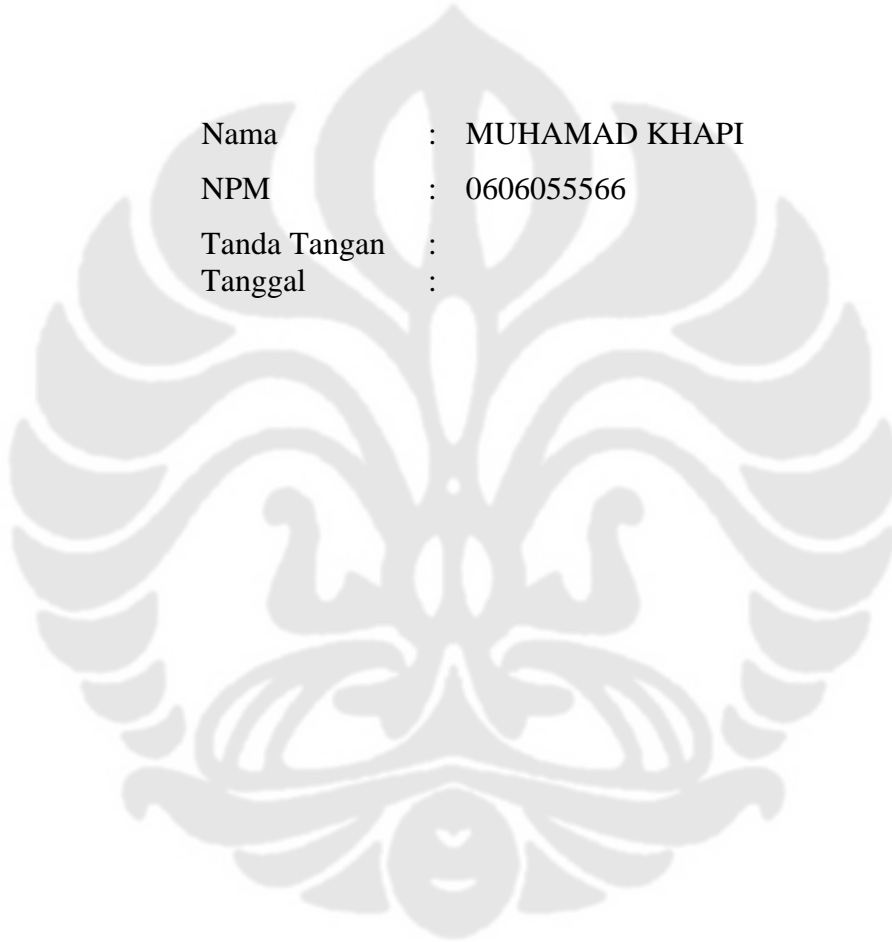 Nama : MUHAMAD KHAPI
NPM : 0606055566
Tanda Tangan :
Tanggal :